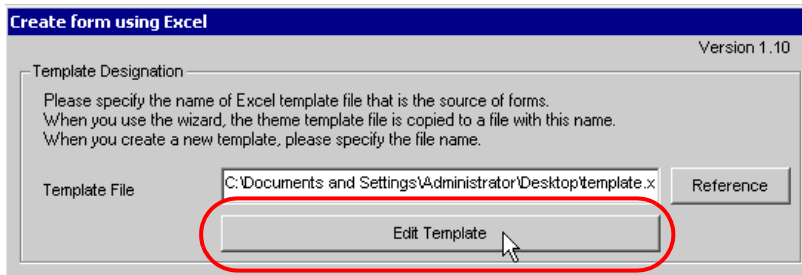 Create form using Excel
Version 1.10
Template Designation
Please specify the name of Excel template file that is the source of forms.
When you use the wizard, the theme template file is copied to a file with this name.
When you create a new template, please specify the file name.
Template File
C:\Documents and Settings\Administrator\Desktop\template.x
Reference
Edit Template